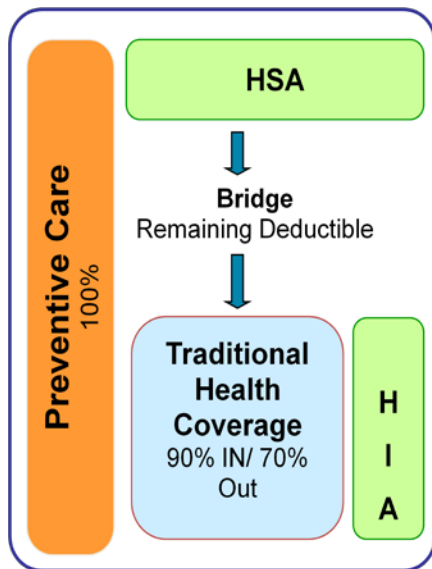 Preventive Care
100%
HSA
Bridge
Remaining Deductible
Traditional
Health
Coverage
90% IN/ 70%
Out
H
I
A